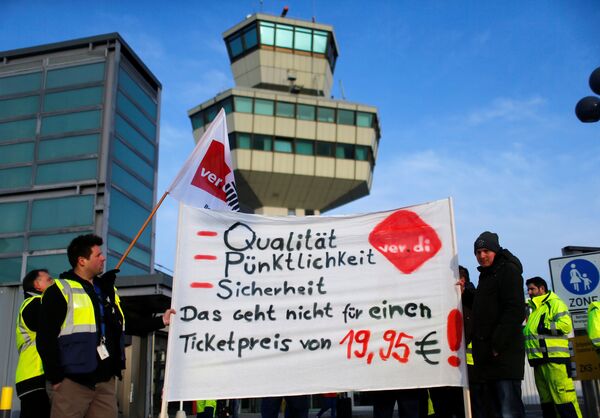 ver.di
- Qualität
- Pünktlichkeit
- Sicherheit
Das geht nicht für einen
Ticketpreis von 19,95 € !
ver
ZONE